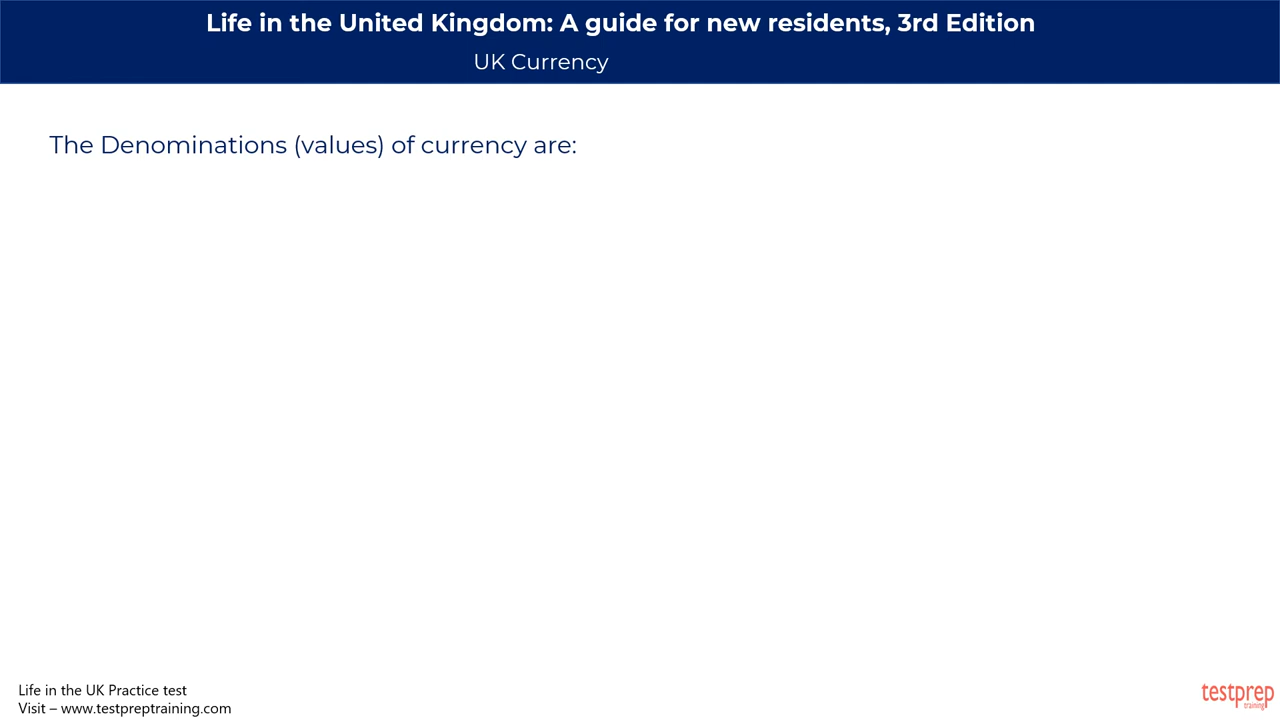 Life in the United Kingdom: A guide for new residents, 3rd Edition
UK Currency
The Denominations (values) of currency are:
Life in the UK Practice test
Visit – www.testpreptraining.com
testprep
training